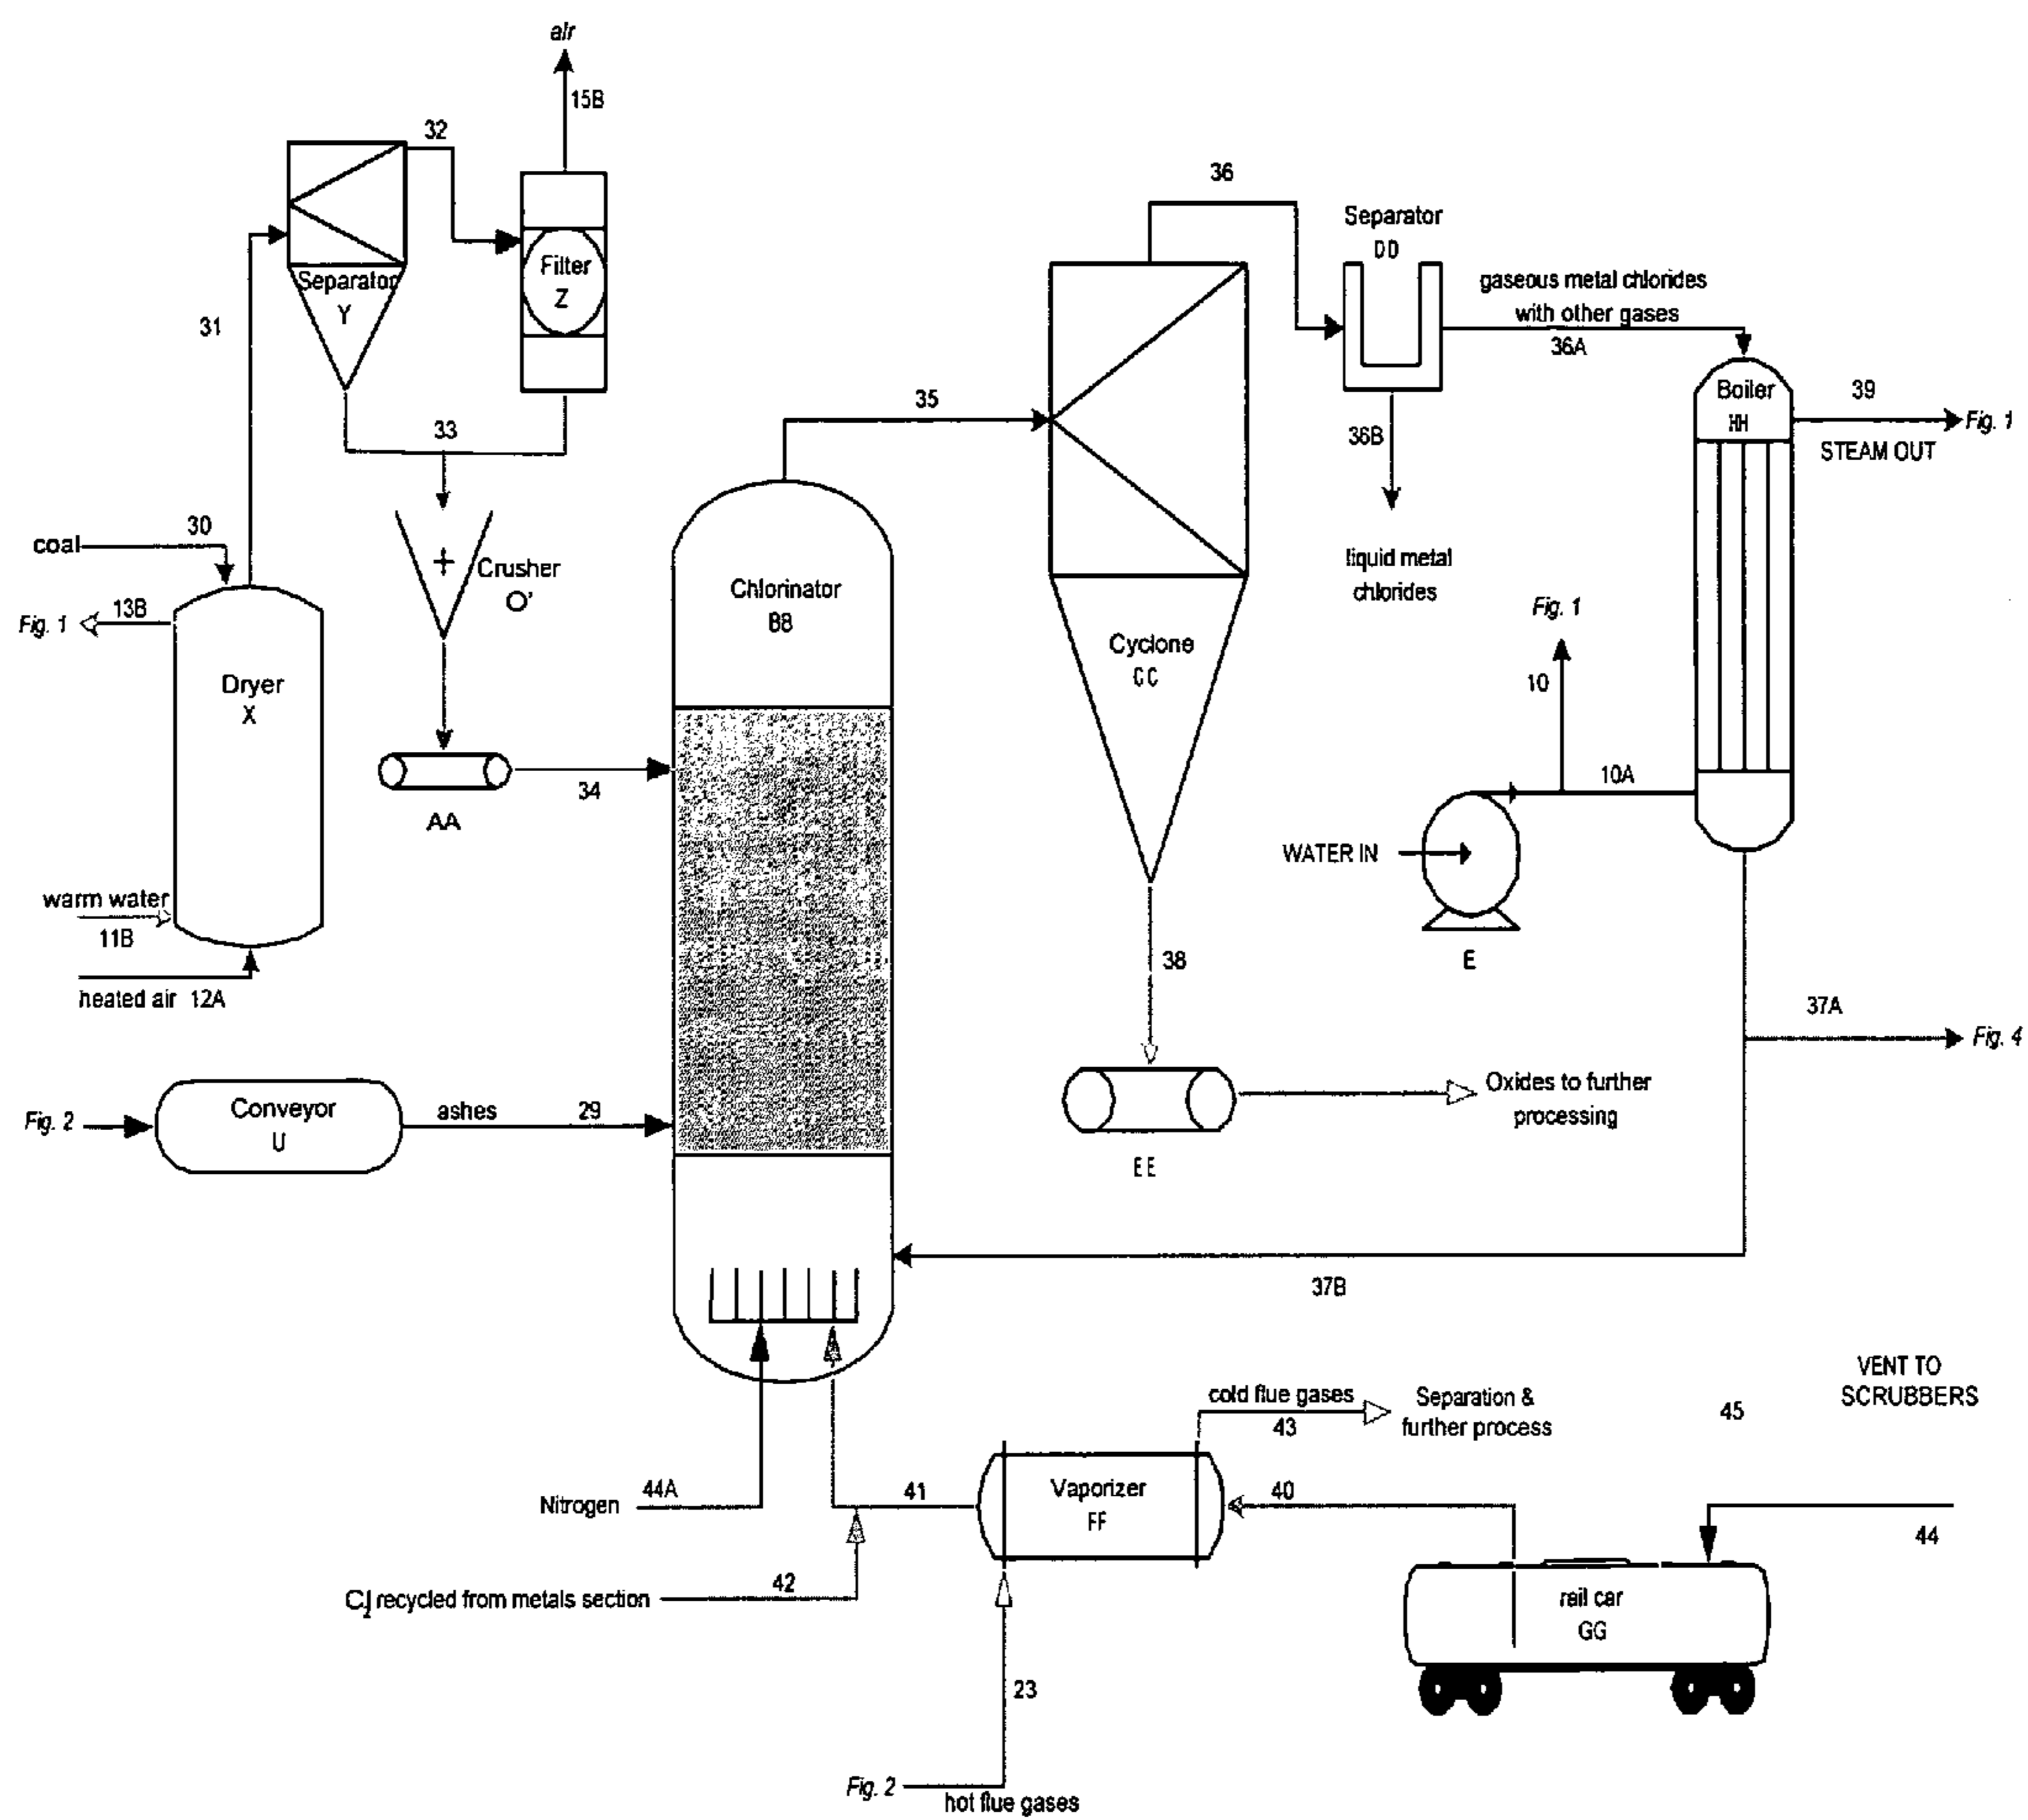 air
15B
32
36
Separator
DD
gaseous metal chlorides
with other gases
36A
Filter
Z
Separator
Y
31
33
35
36B
Boiler
HH
39
Fig. 1
STEAM OUT
30
coal
Crusher
O'
Chlorinator
BB
liquid metal
chlorides
13B
Fig. 1
Fig. 1
Dryer
X
Cyclone
CC
10
10A
34
AA
WATER IN
E
warm water
11B
heated air 12A
38
37A
Fig. 4
Fig. 2
Conveyor
U
ashes
29
Oxides to further
processing
EE
37B
VENT TO
SCRUBBERS
45
cold flue gases
43
Separation &
further process
Nitrogen
44A
41
Vaporizer
FF
40
44
42
Cl2 recycled from metals section
rail car
GG
23
Fig. 2
hot flue gases